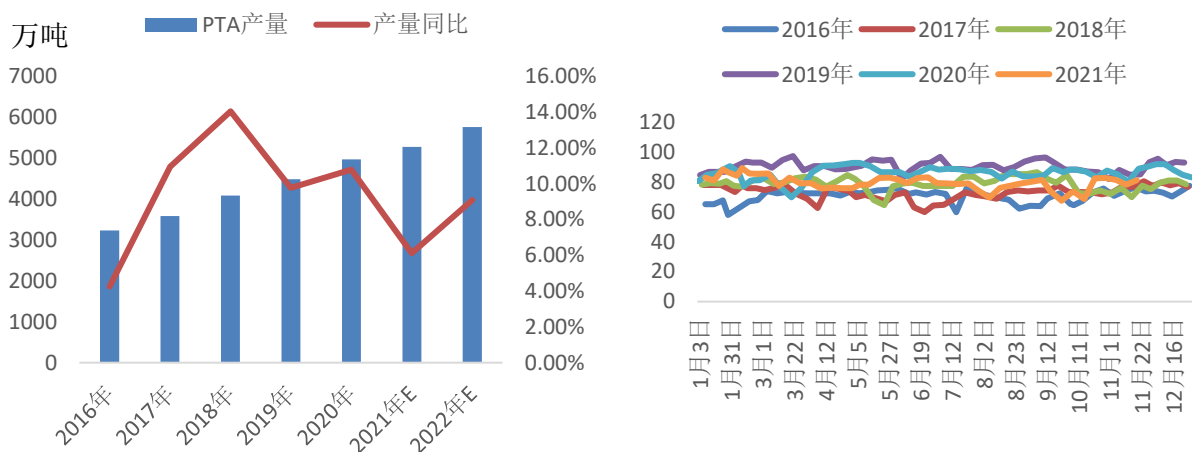 万吨
PTA产量 产量同比
7000
6000
5000
4000
3000
2000
1000
0
16.00%
14.00%
12.00%
10.00%
8.00%
6.00%
4.00%
2.00%
0.00%
2016年
2017年
2018年
2019年
2020年
2021年E
2022年E
2016年 2017年 2018年
2019年 2020年 2021年
120
100
80
60
40
20
0
1月3日
1月31日
3月1日
3月22日
4月12日
5月5日
5月27日
6月19日
7月12日
8月2日
8月23日
9月12日
10月11日
11月1日
11月22日
12月16日